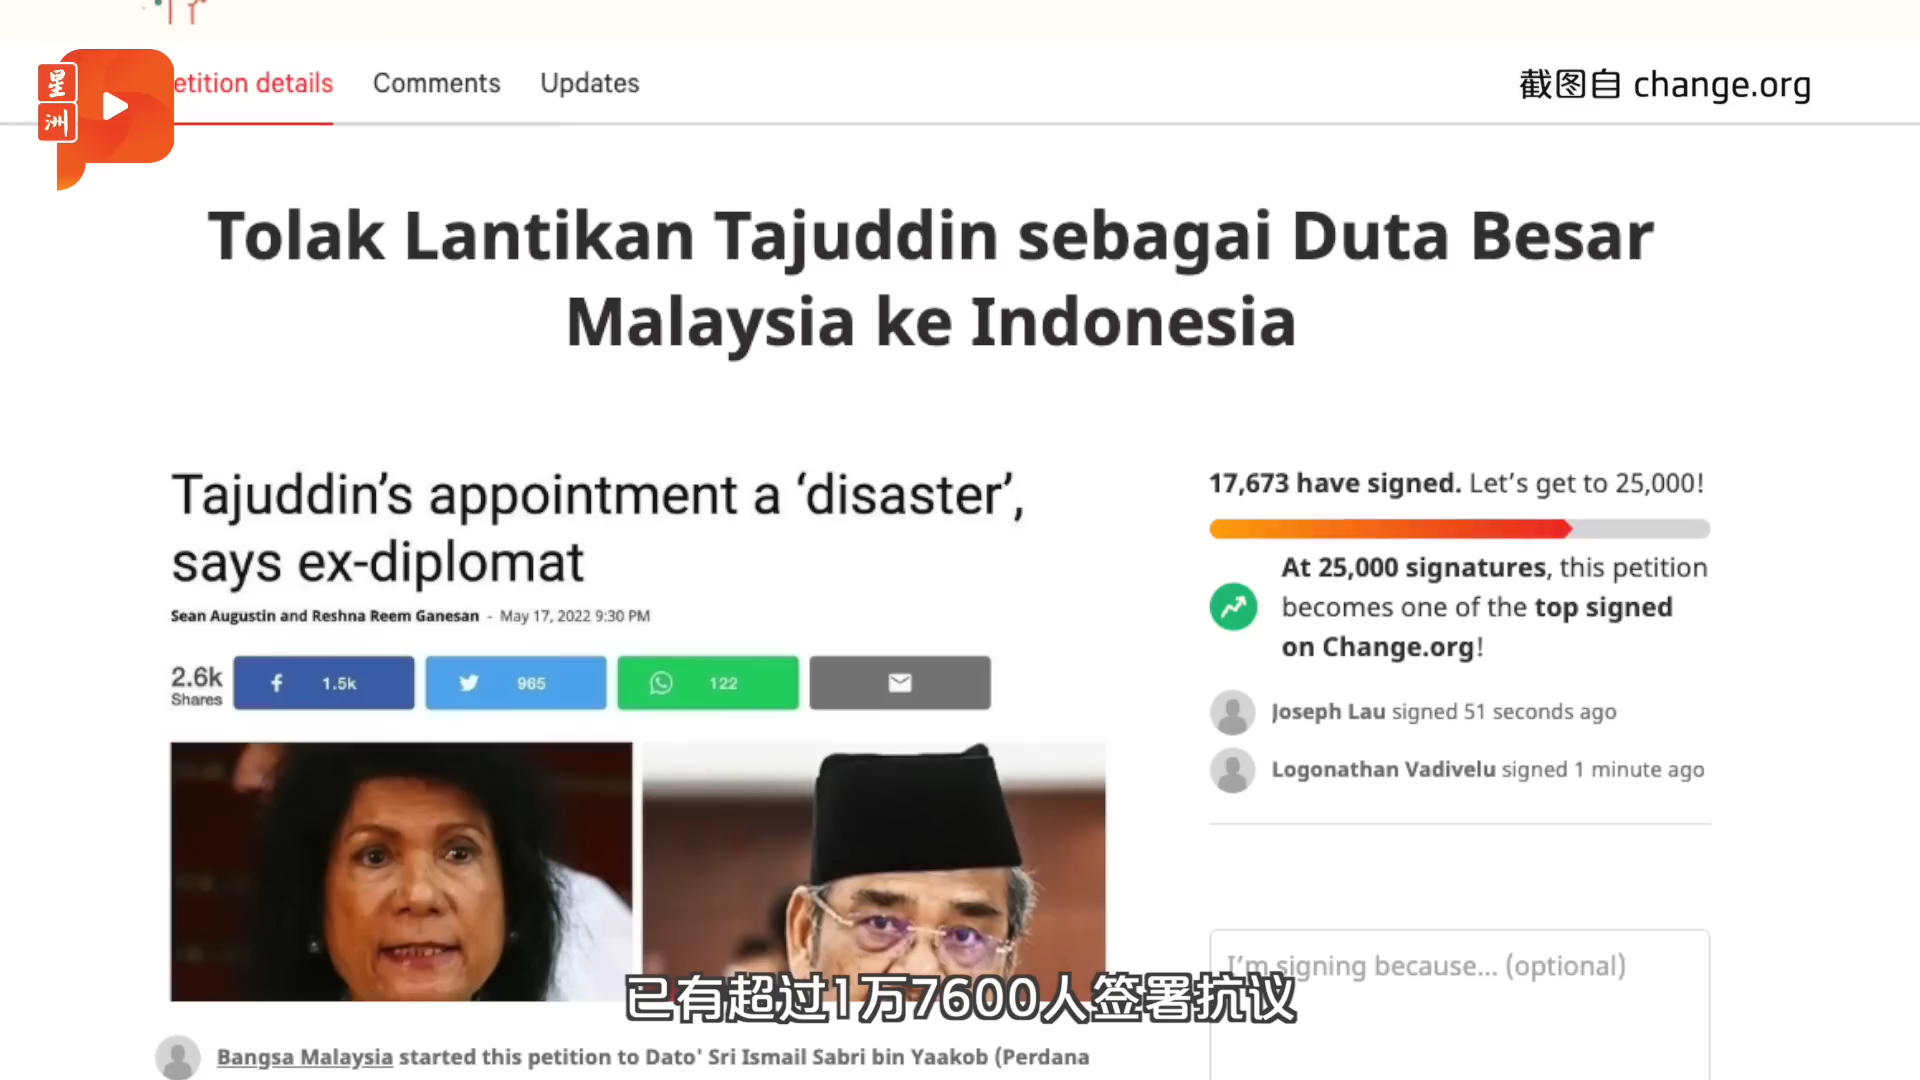 星洲
etition details
Comments
Updates
截图自 change.org
Tolak Lantikan Tajuddin sebagai Duta Besar
Malaysia ke Indonesia
Tajuddin’s appointment a ‘disaster’,
says ex-diplomat
Sean Augustin and Reshna Reem Ganesan - May 17, 2022 9:30 PM
2.6k
Shares
1.5k
965
122
17,673 have signed. Let’s get to 25,000!
At 25,000 signatures, this petition
becomes one of the top signed
on Change.org!
Joseph Lau signed 51 seconds ago
Logonathan Vadivelu signed 1 minute ago
I’m signing because... (optional)
已有超过1万7600人签署抗议
Bangsa Malaysia started this petition to Dato' Sri Ismail Sabri bin Yaakob (Perdana